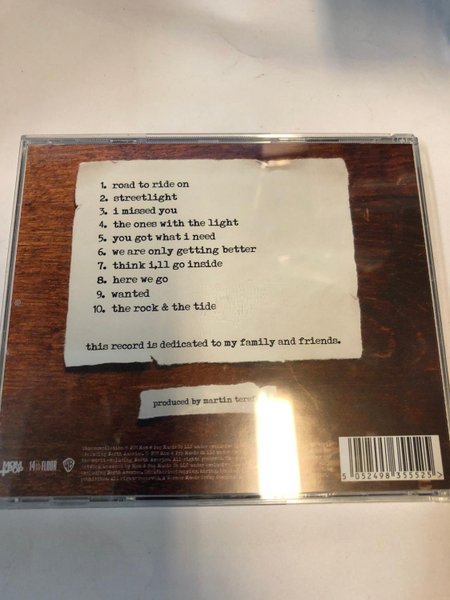 1. road to ride on
2. streetlight
3. i missed you
4. the ones with the light
5. you got what i need
6. we are only getting better
7. think i,ll go inside
8. here we go
9. wanted
10. the rock & the tide
this record is dedicated to my family and friends.
produced by martin
14th FLOOR
5 052498 355525 >